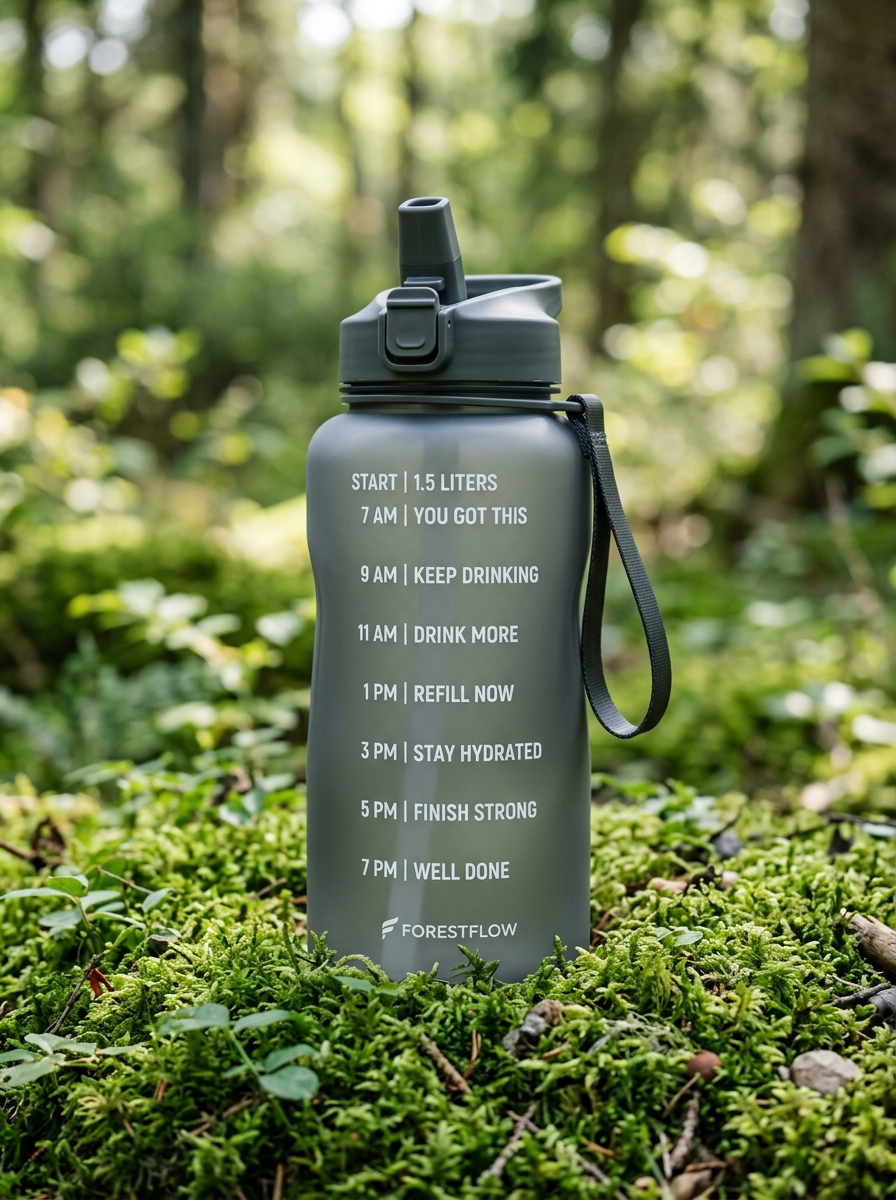 START | 1.5 LITERS
7 AM | YOU GOT THIS
9 AM | KEEP DRINKING
11 AM | DRINK MORE
1 PM | REFILL NOW
3 PM | STAY HYDRATED
5 PM | FINISH STRONG
7 PM | WELL DONE
FORESTFLOW